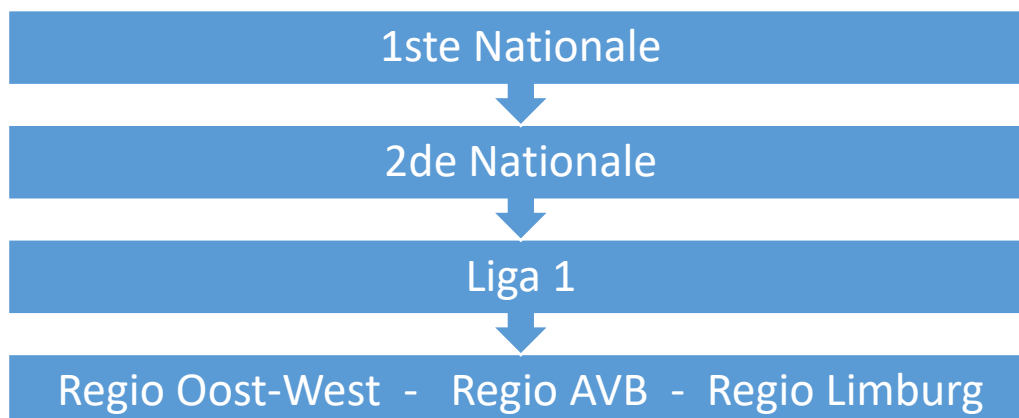 1ste Nationale
2de Nationale
Liga 1
Regio Oost-West - Regio AVB - Regio Limburg